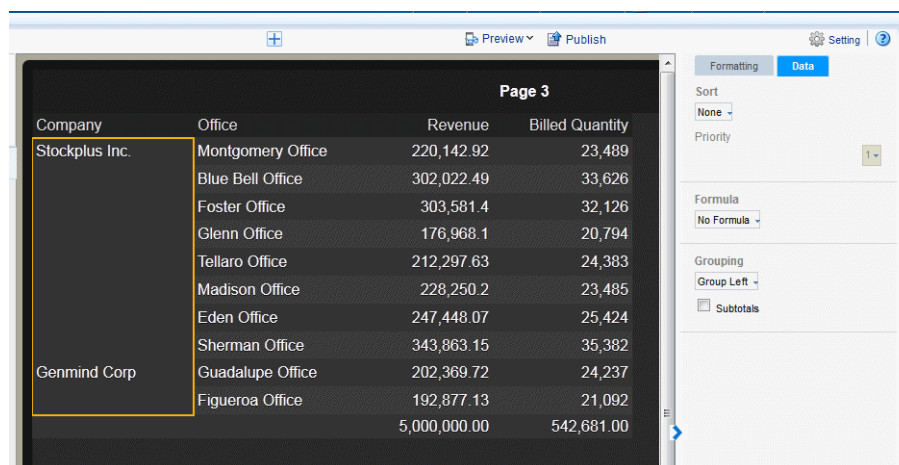 Preview Publish Setting ?
Formatting Data
Page 3
Sort
None
Priority
1
Company Office Revenue Billed Quantity
Stockplus Inc. Montgomery Office 220,142.92 23,489
Blue Bell Office 302,022.49 33,626
Foster Office 303,581.4 32,126
Glenn Office 176,968.1 20,794
Tellaro Office 212,297.63 24,383
Madison Office 228,250.2 23,485
Eden Office 247,448.07 25,424
Sherman Office 343,863.15 35,382
Genmind Corp Guadalupe Office 202,369.72 24,237
Figueroa Office 192,877.13 21,092
5,000,000.00 542,681.00
Formula
No Formula
Grouping
Group Left
Subtotals